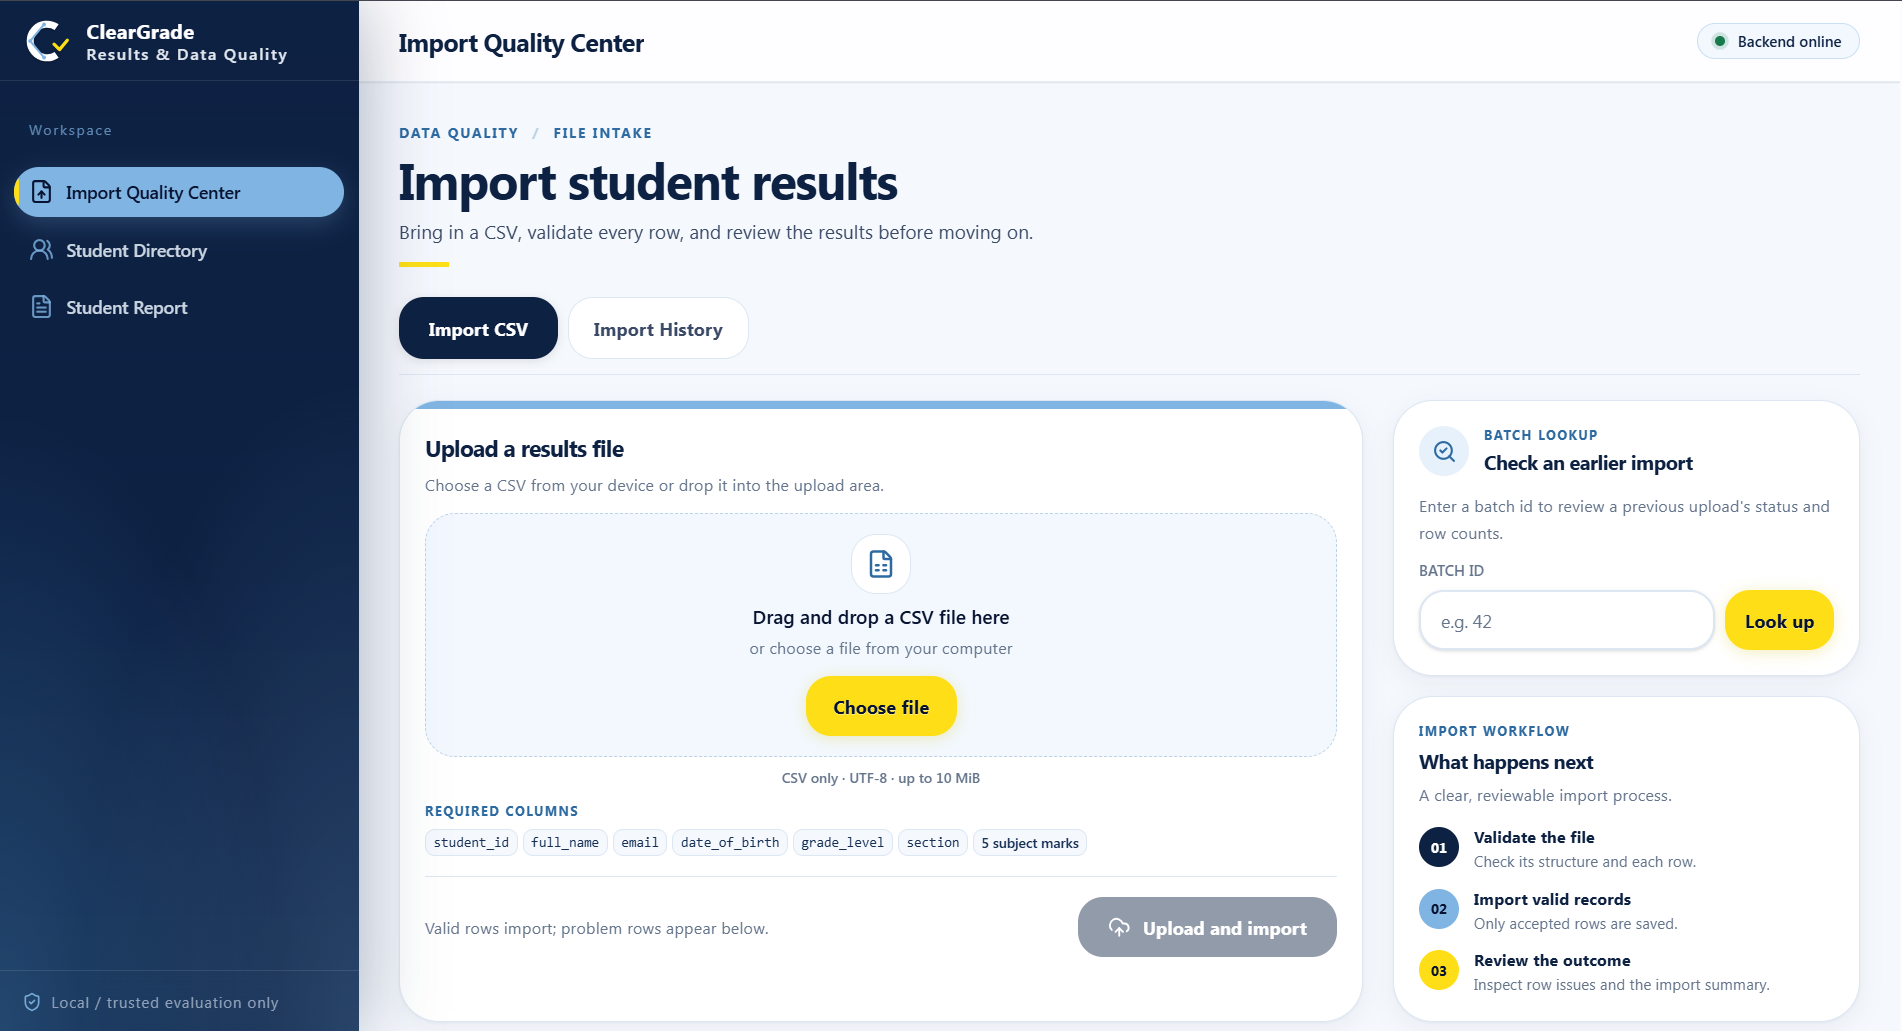 ClearGrade
Results & Data Quality
Workspace
Import Quality Center
Student Directory
Student Report
Local / trusted evaluation only
Import Quality Center
Backend online
DATA QUALITY / FILE INTAKE
Import student results
Bring in a CSV, validate every row, and review the results before moving on.
Import CSV
Import History
Upload a results file
Choose a CSV from your device or drop it into the upload area.
Drag and drop a CSV file here
or choose a file from your computer
Choose file
CSV only · UTF-8 · up to 10 MiB
REQUIRED COLUMNS
student_id full_name email date_of_birth grade_level section 5 subject marks
Valid rows import; problem rows appear below.
Upload and import
BATCH LOOKUP
Check an earlier import
Enter a batch id to review a previous upload's status and
row counts.
BATCH ID
e.g. 42
Look up
IMPORT WORKFLOW
What happens next
A clear, reviewable import process.
01
Validate the file
Check its structure and each row.
02
Import valid records
Only accepted rows are saved.
03
Review the outcome
Inspect row issues and the import summary.